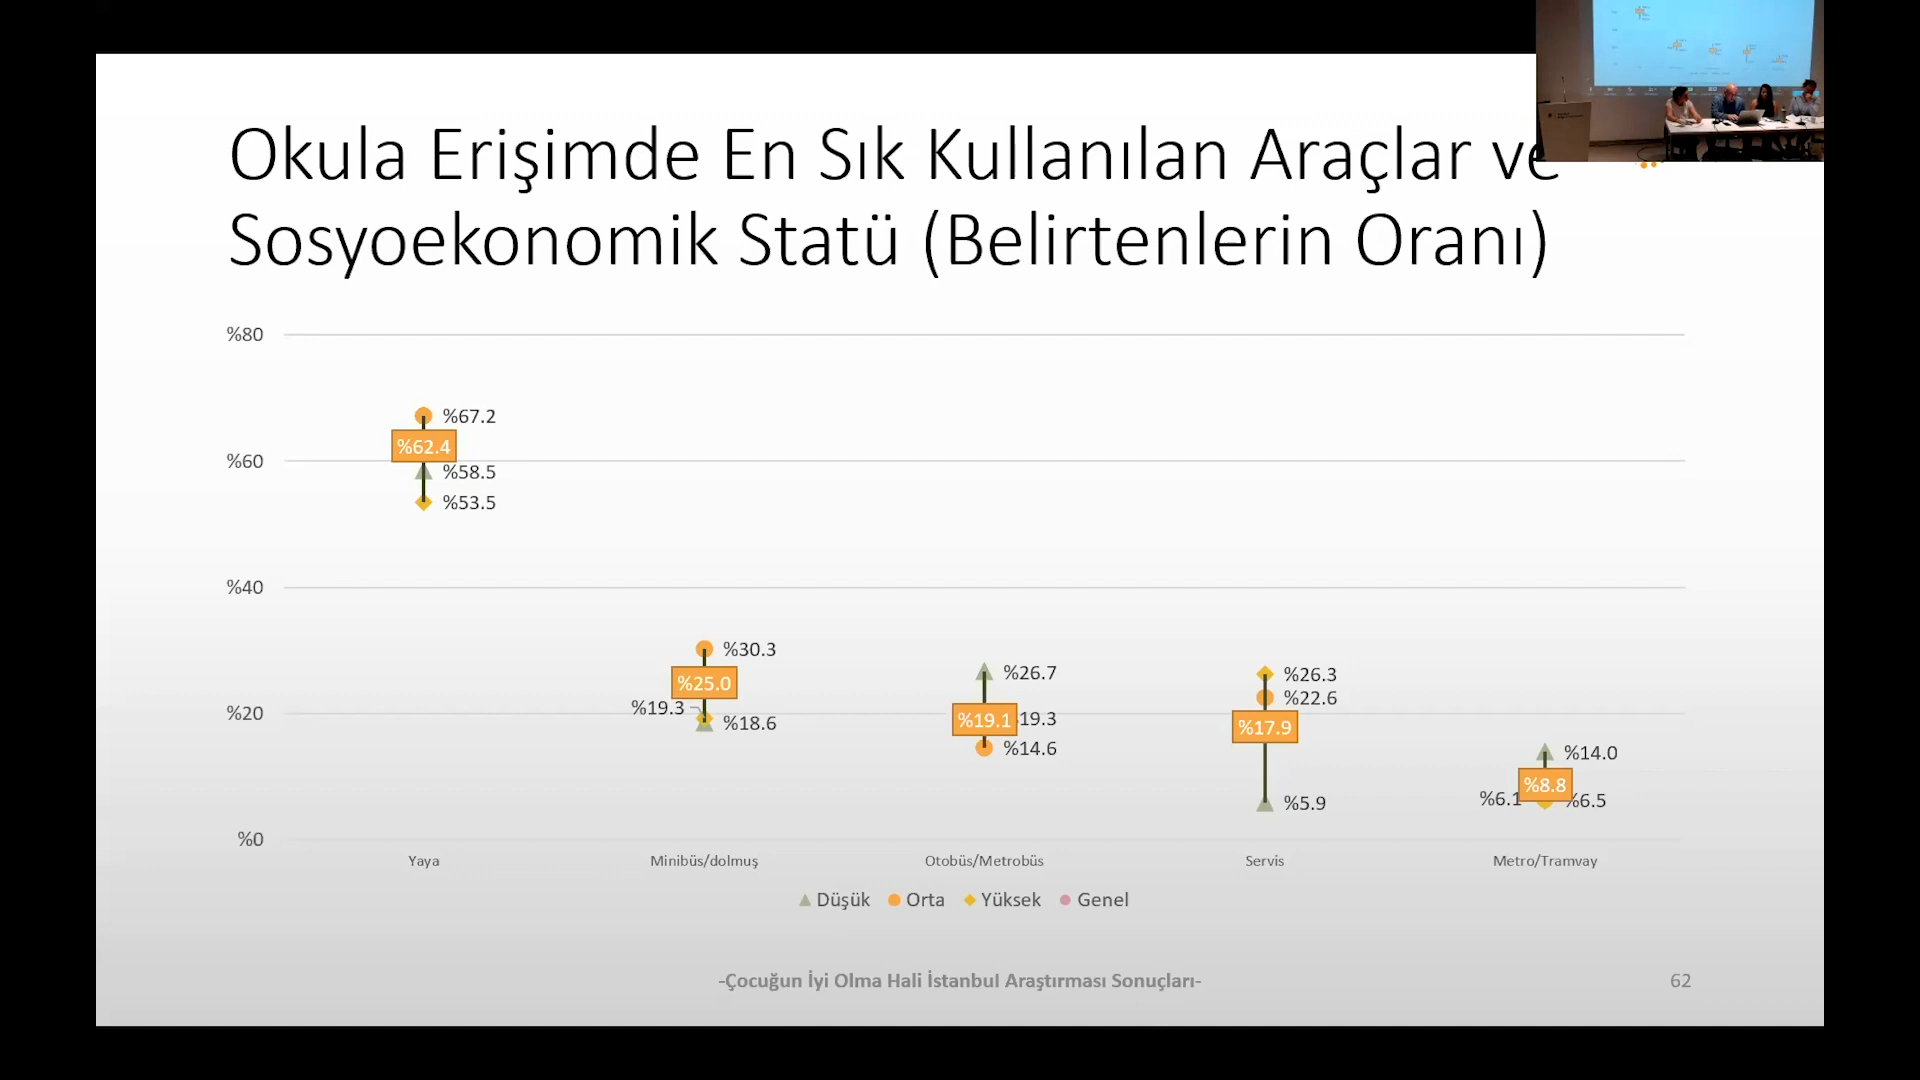 Okula Erişimde En Sık Kullanılan Araçlar ve
Sosyoekonomik Statü (Belirtenlerin Oranı)
%80
%60
%40
%20
%0
%67.2
%62.4
%58.5
%53.5
%30.3
%25.0
%19.3
%18.6
%26.7
%19.1
19.3
%14.6
%26.3
%22.6
%17.9
%5.9
%14.0
%8.8
%6.1
%6.5
Yaya
Minibüs/dolmuş
Otobüs/Metrobüs
Servis
Metro/Tramvay
Düşük
Orta
Yüksek
Genel
-Çocuğun İyi Olma Hali İstanbul Araştırması Sonuçları-
62